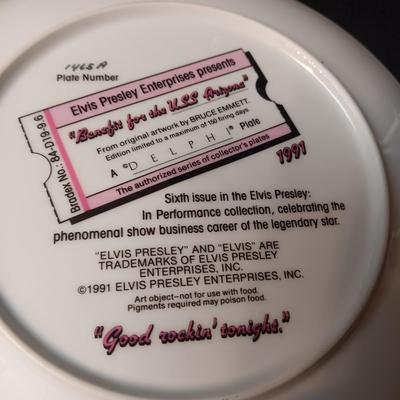 1465A
Plate Number
Elvis Presley Enterprises presents
"Benefit for the USS Arizona"
From original artwork by BRUCE EMMETT.
Edition limited to a maximum of 150 firing days.
A ©DELPHI® Plate
The authorized series of collector's plates
Bradex No.: 84-D19-9.6
1991
Sixth issue in the Elvis Presley:
In Performance collection, celebrating the
phenomenal show business career of the legendary star.
"ELVIS PRESLEY" AND "ELVIS" ARE
TRADEMARKS OF ELVIS PRESLEY
ENTERPRISES, INC.
©1991 ELVIS PRESLEY ENTERPRISES, INC.
Art object–not for use with food.
Pigments required may poison food.
"Good rockin' tonight."